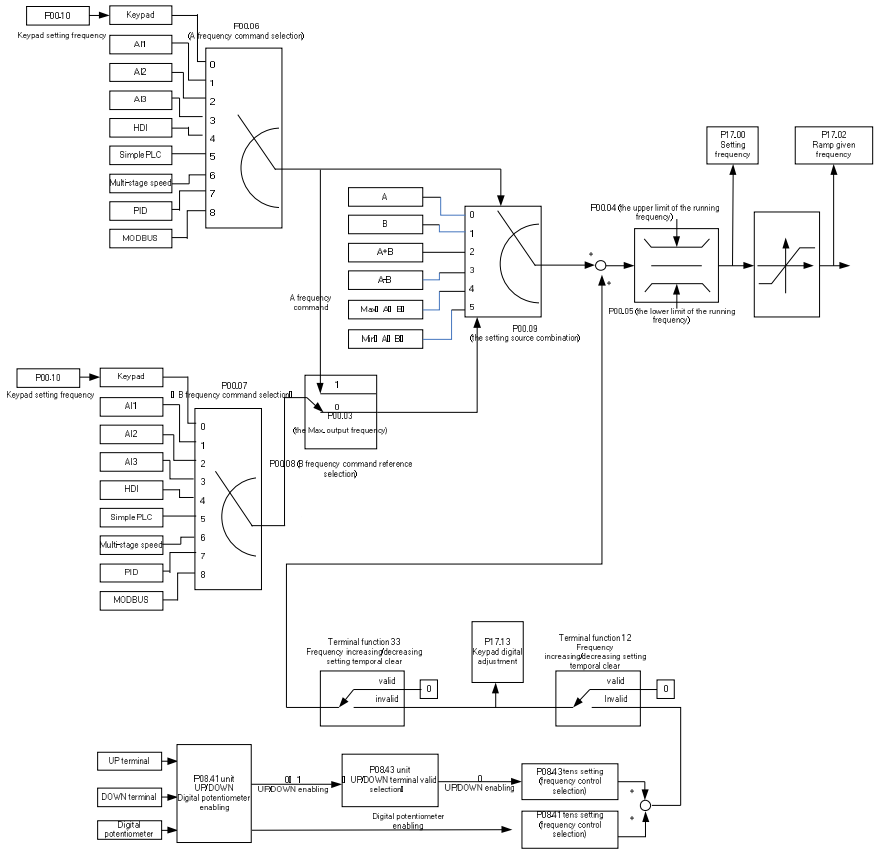 P00.10
Keypad
Keypad setting frequency
P00.06
(A frequency command selection)
AI1
AI2
AI3
HDI
Simple PLC
Multi-stage speed
PID
MODBUS
0
1
2
3
4
5
6
7
8
P17.00
Setting
frequency
P17.02
Ramp given
frequency
A
B
A+B
A-B
Max A B
Min A B
0
1
2
3
4
5
P00.09
(the setting source combination)
+
+
P00.04 (the upper limit of the running
frequency)
P00.05 (the lower limit of the running
frequency)
A frequency
command
P00.10
Keypad
Keypad setting frequency
P00.07
B frequency command selection
AI1
AI2
AI3
HDI
Simple PLC
Multi-stage speed
PID
MODBUS
0
1
2
3
4
5
6
7
8
1
0
P00.03
(the Max. output frequency)
P00.08 (B frequency command reference
selection)
Terminal function 33
Frequency increasing/decreasing
setting temporal clear
valid
invalid
0
P17.13
Keypad digital
adjustment
Terminal function 12
Frequency
increasing/decreasing setting
temporal clear
valid
Invalid
0
UP terminal
DOWN terminal
Digital
potentiometer
P08.41 unit
UP/DOWN
Digital potentiometer
enabling
0 1
UP/DOWN enabling
P08.43 unit
UP/DOWN terminal valid
selection
0
UP/DOWN enabling
P08.43 tens setting
(frequency control
selection)
Digital potentiometer
enabling
P08.41 tens setting
(frequency control
selection)
+
+